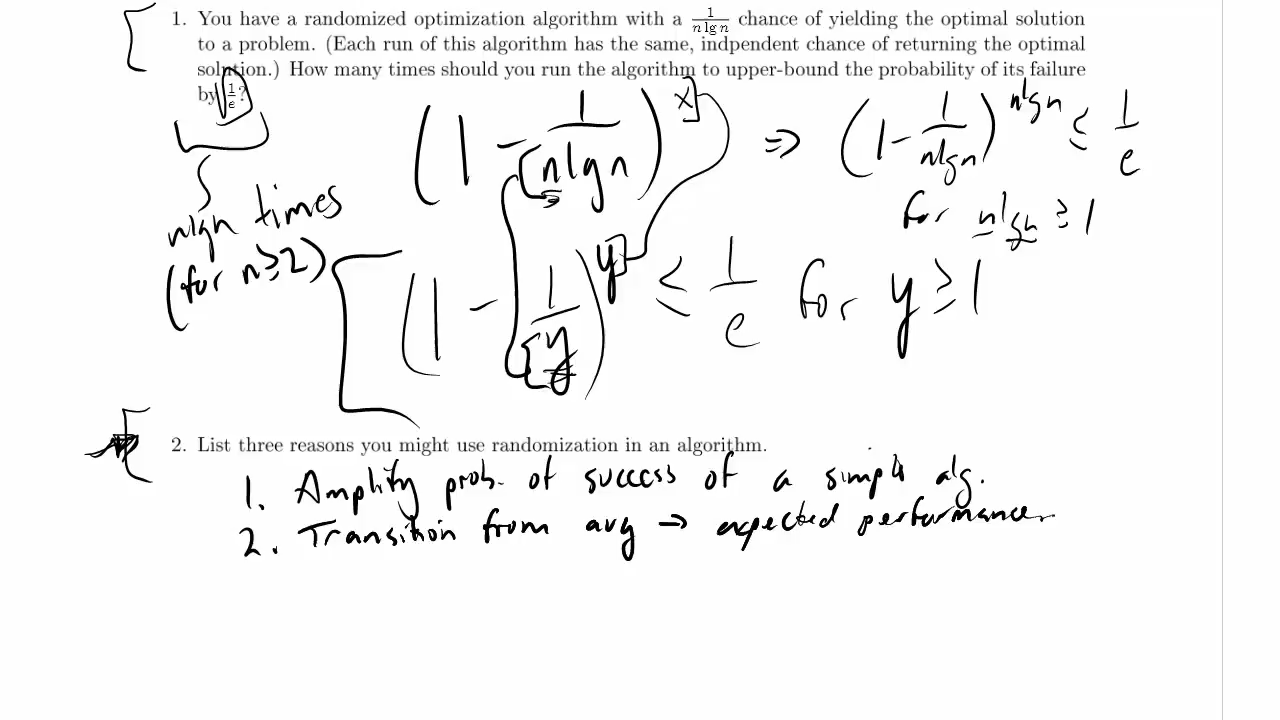 1. You have a randomized optimization algorithm with a 1/(n lg n) chance of yielding the optimal solution
to a problem. (Each run of this algorithm has the same, indpendent chance of returning the optimal
solution.) How many times should you run the algorithm to upper-bound the probability of its failure
by 1/e?
(1 - 1/(n lg n))^x ⇒ (1 - 1/(n lg n))^(n lg n) ≤ 1/e
for n lg n ≥ 1
n lg n times
(for n ≥ 2)
(1 - 1/y)^y ≤ 1/e for y ≥ 1
2. List three reasons you might use randomization in an algorithm.
1. Amplify prob. of success of a simple alg.
2. Transition from avg → expected performance.